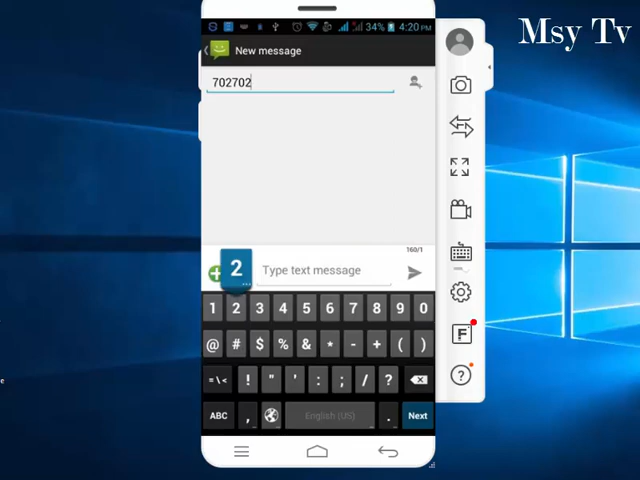 Msy Tv
34% 4:20 PM
New message
702702
160/1
2
...
Type text message
1 2 3 4 5 6 7 8 9 0
@ # $ % & * - + ( )
= \ < ! " ' : ; / ?
ABC , English (US) . Next
F
?
e